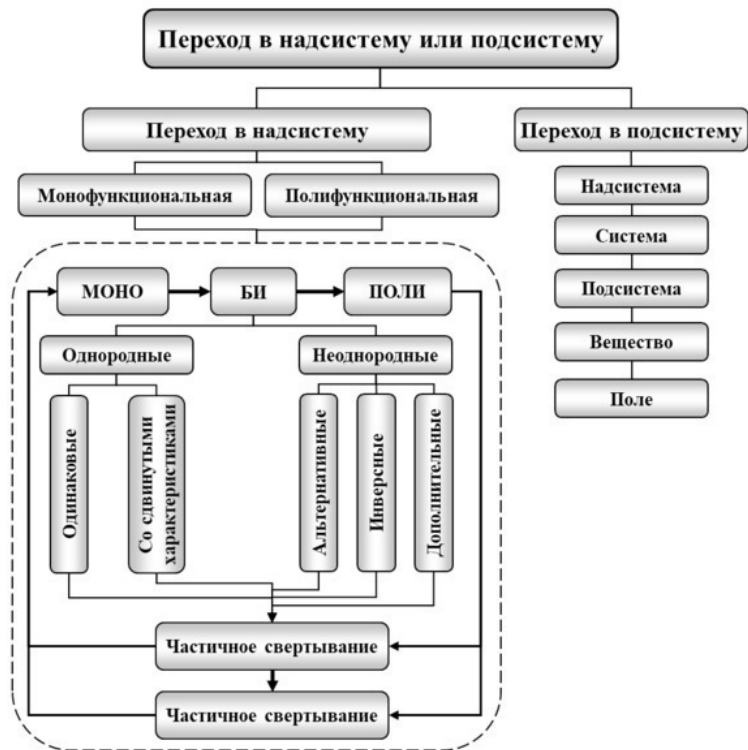 Переход в надсистему или подсистему
Переход в надсистему
Переход в подсистему
Монофункциональная
Полифункциональная
Надсистема
Система
Подсистема
Вещество
Поле
МОНО
БИ
ПОЛИ
Однородные
Неоднородные
Одинаковые
Со сдвинутыми
характеристиками
Альтернативные
Инверсные
Дополнительные
Частичное свертывание
Частичное свертывание